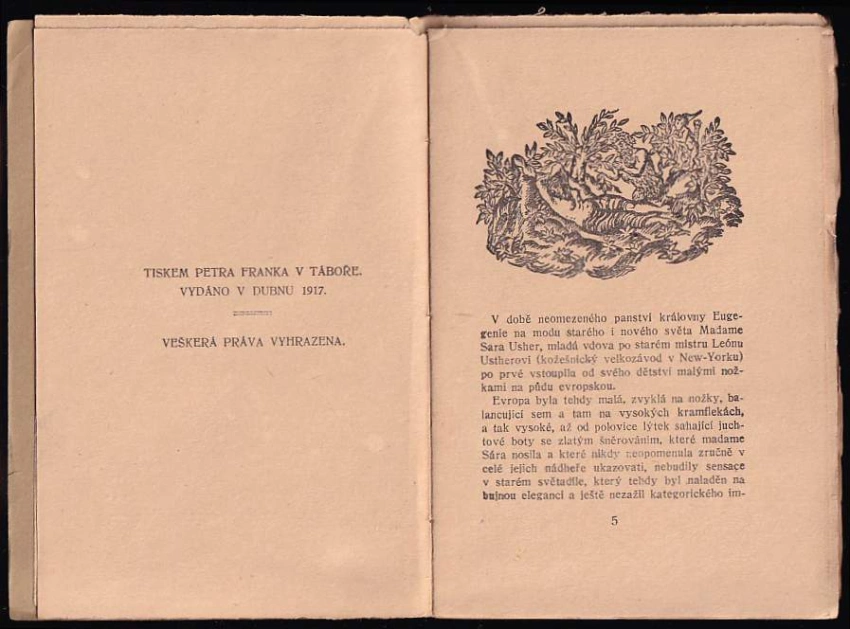 TISKEM PETRA FRANKA V TÁBOŘE.
VYDÁNO V DUBNU 1917.
VEŠKERÁ PRÁVA VYHRAZENA.
V době neomezeného panství královny Euge-
genie na modu starého i nového světa Madame
Sara Usher, mladá vdova po starém mistru Leónu
Ustherovi (kožešnický velkozávod v New-Yorku)
po prvé vstoupila od svého dětství malými nož-
kami na půdu evropskou.
Evropa byla tehdy malá, zvyklá na nožky, ba-
lancující sem a tam na vysokých kramflekách,
a tak vysoké, až od polovice lýtek sahající juch-
tové boty se zlatým šněrováním, které madame
Sára nosila a které nikdy neopomenula zručně v
celé jejich nádheře ukazovati, nebudily sensace
v starém světadíle, který tehdy byl naladěn na
bujnou eleganci a ještě nezažil kategorického im-
5